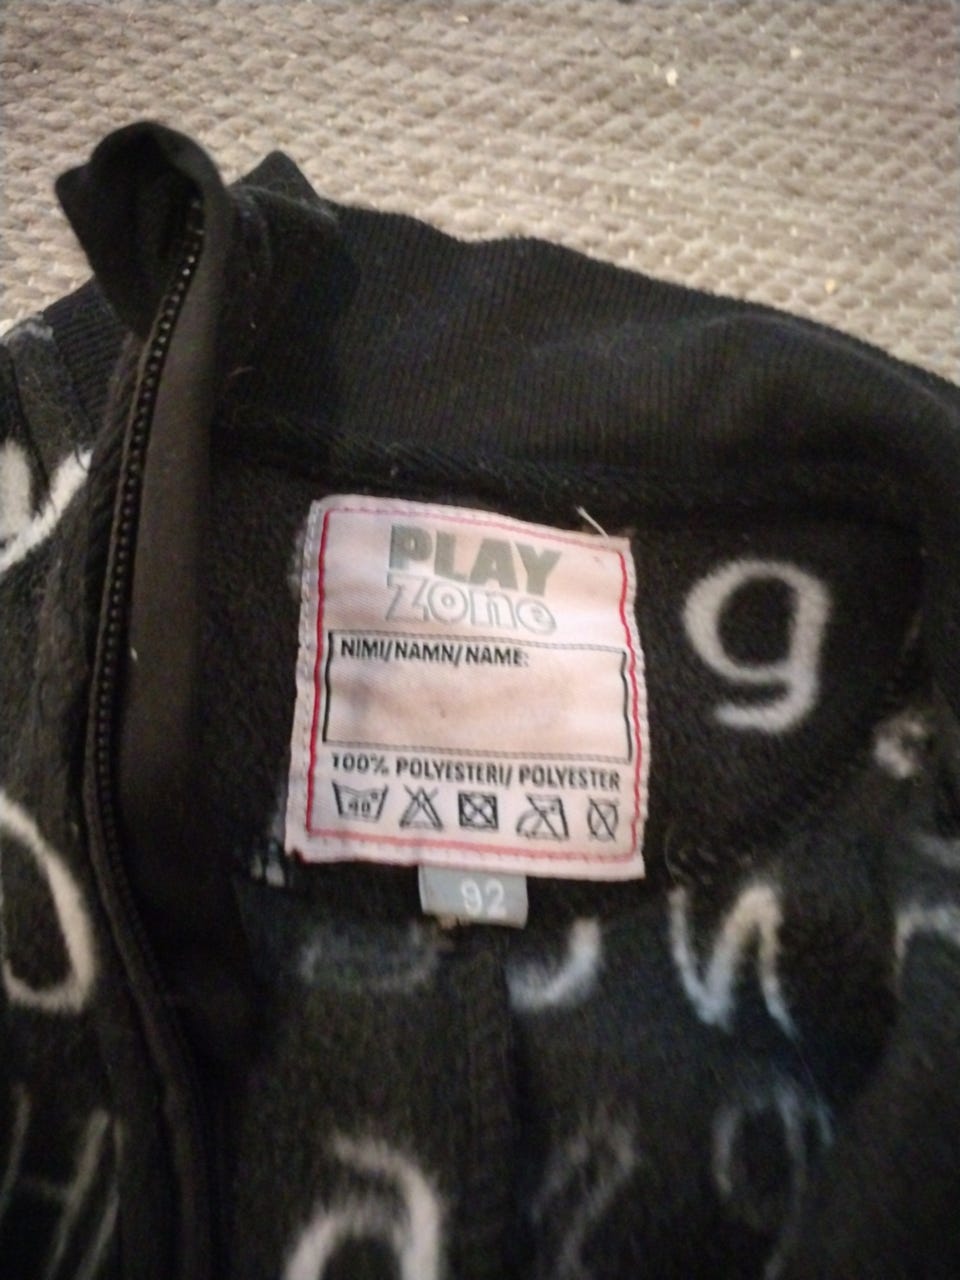 PLAY
Zone
NIMI/NAMN/NAME:
100% POLYESTERI/ POLYESTER
40
92
g